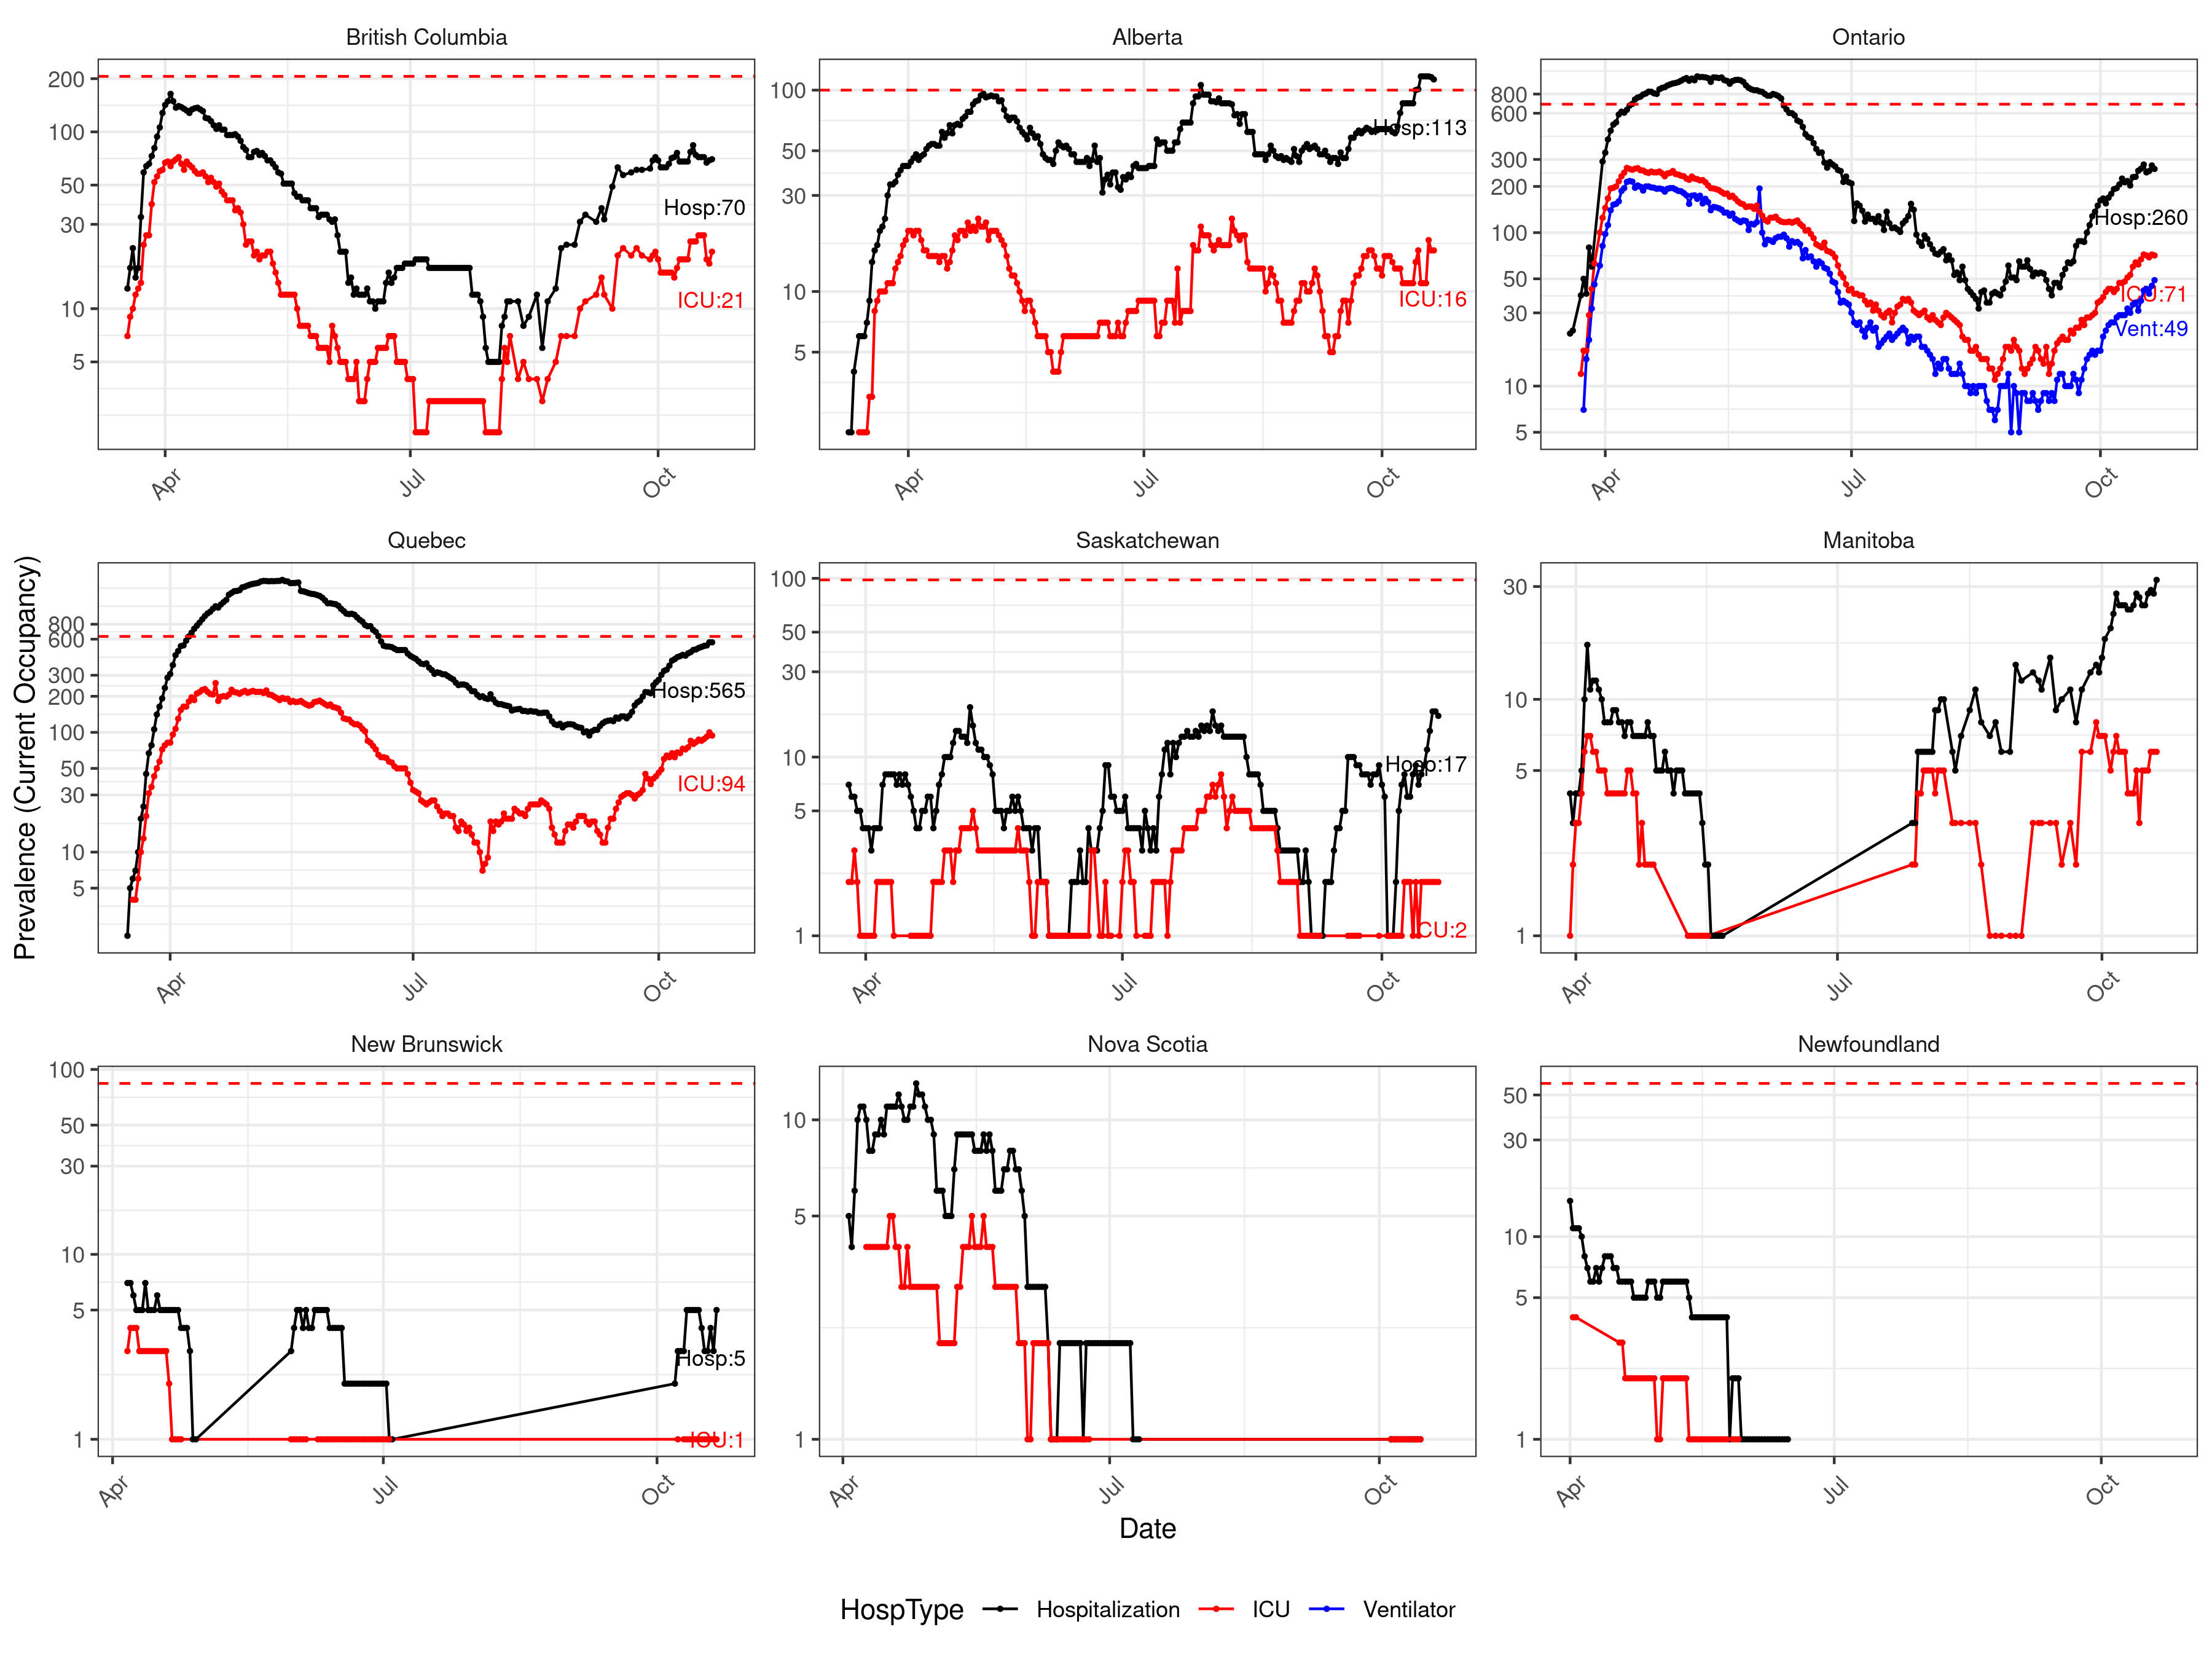 British Columbia
200
100
50
30
10
5
Hosp:70
ICU:21
Apr
Jul
Oct
Alberta
100
50
30
10
5
Hosp:113
ICU:16
Apr
Jul
Oct
Ontario
800
600
300
200
100
50
30
10
5
Hosp:260
ICU:71
Vent:49
Apr
Jul
Oct
Prevalence (Current Occupancy)
Quebec
800
600
300
200
100
50
30
10
5
Hosp:565
ICU:94
Apr
Jul
Oct
Saskatchewan
100
50
30
10
5
1
Hosp:17
ICU:2
Apr
Jul
Oct
Manitoba
30
10
5
1
Apr
Jul
Oct
New Brunswick
100
50
30
10
5
1
Hosp:5
ICU:1
Apr
Jul
Oct
Nova Scotia
10
5
1
Apr
Jul
Oct
Newfoundland
50
30
10
5
1
Apr
Jul
Oct
Date
HospType Hospitalization ICU Ventilator